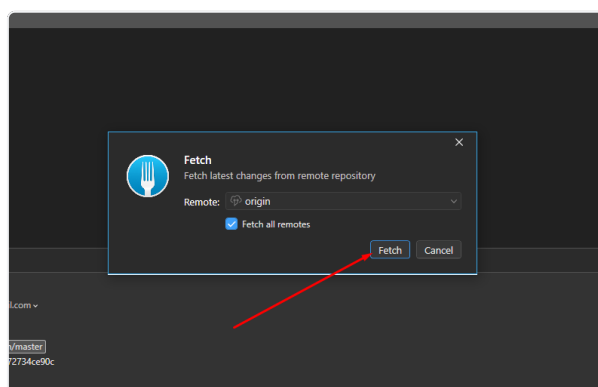 Fetch
Fetch latest changes from remote repository
Remote: origin
Fetch all remotes
Fetch Cancel
l.com
n/master
72734ce90c